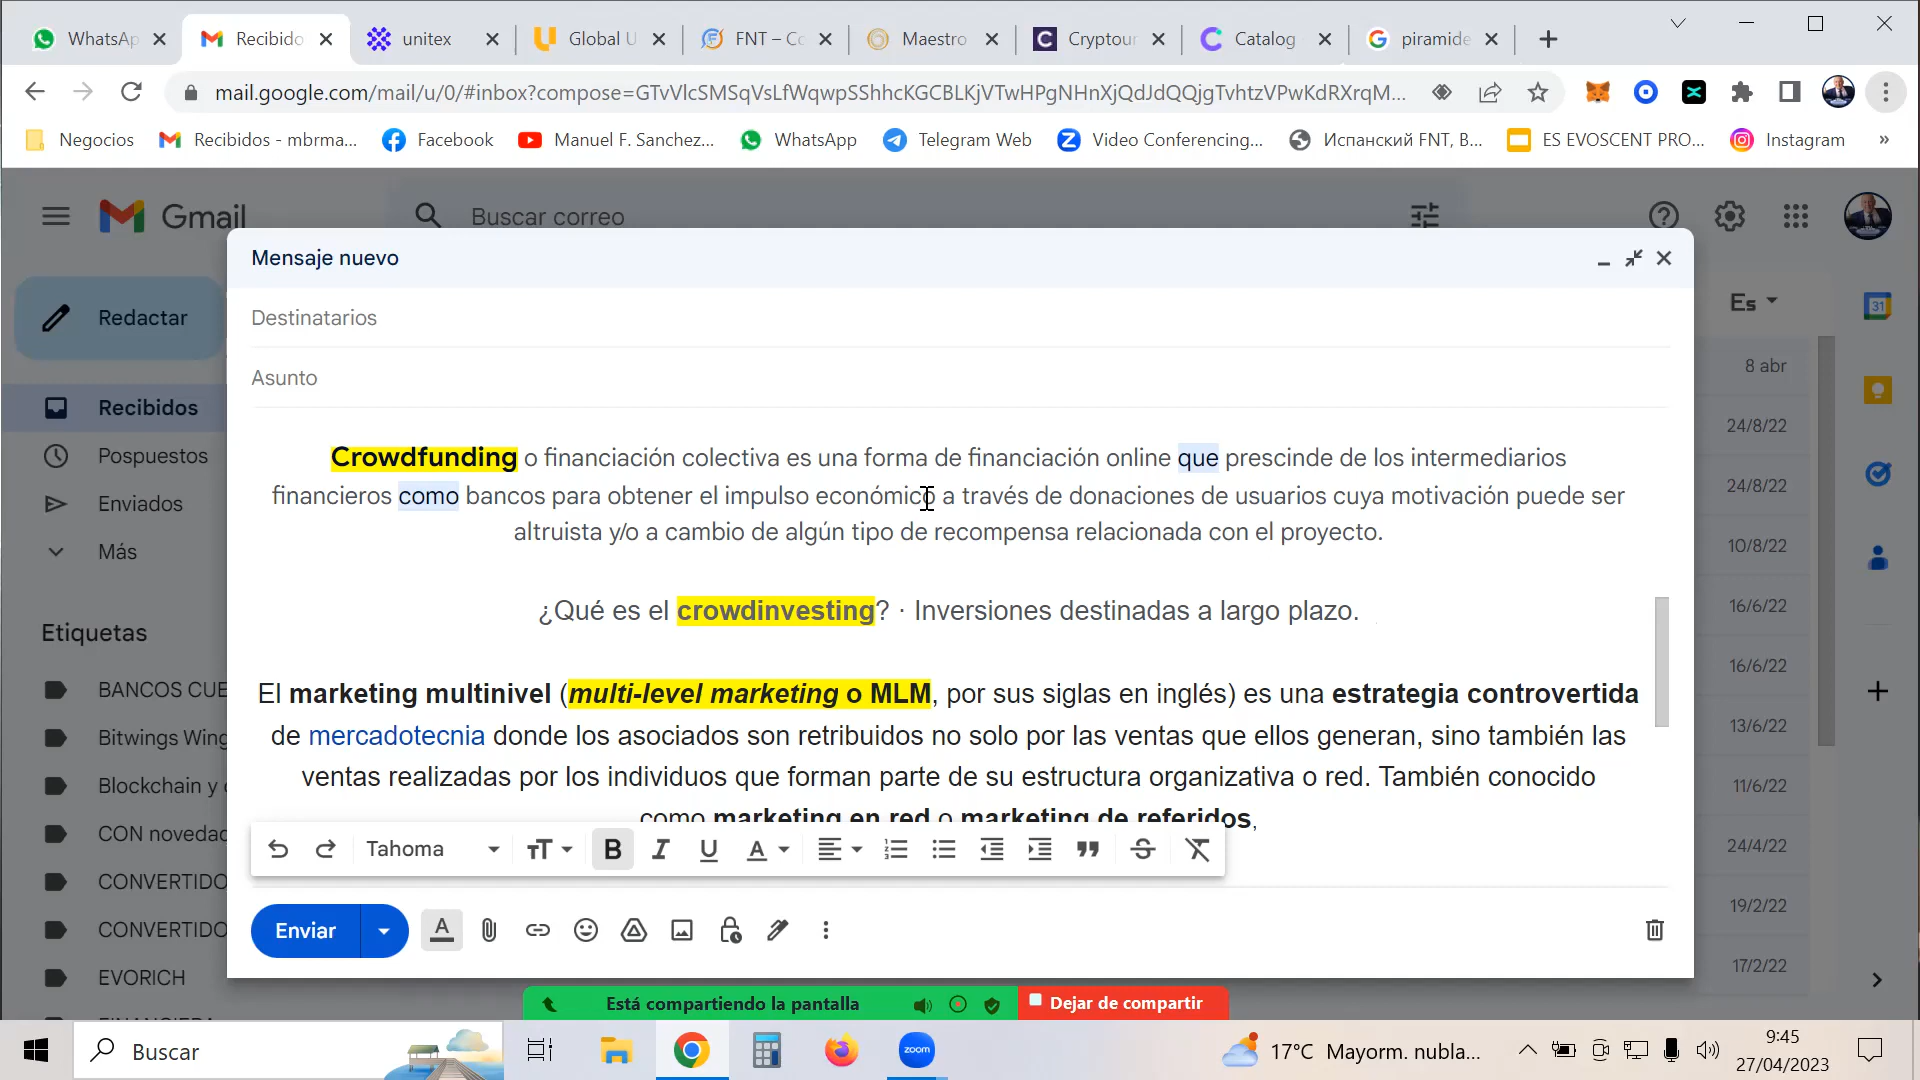 WhatsAp
Recibido
unitex
Global U
FNT – Co
Maestro
Cryptour
Catalog
piramide
mail.google.com/mail/u/0/#inbox?compose=GTvVlcSMSqVsLfWqwpSShhcKGCBLKjVTwHPgNHnXjQdJdQQjgTvhtzVPwKdRXrqM...
Negocios
Recibidos - mbrma...
Facebook
Manuel F. Sanchez...
WhatsApp
Telegram Web
Video Conferencing...
Испанский FNT, B...
ES EVOSCENT PRO...
Instagram
»
Gmail
Buscar correo
Redactar
Recibidos
Pospuestos
Enviados
Más
Etiquetas
BANCOS CUE
Bitwings Wing
Blockchain y
CON novedad
CONVERTIDO
CONVERTIDO
EVORICH
Mensaje nuevo
Destinatarios
Asunto
Crowdfunding o financiación colectiva es una forma de financiación online que prescinde de los intermediarios
financieros como bancos para obtener el impulso económico a través de donaciones de usuarios cuya motivación puede ser
altruista y/o a cambio de algún tipo de recompensa relacionada con el proyecto.
¿Qué es el crowdinvesting? · Inversiones destinadas a largo plazo.
El marketing multinivel (multi-level marketing o MLM, por sus siglas en inglés) es una estrategia controvertida
de mercadotecnia donde los asociados son retribuidos no solo por las ventas que ellos generan, sino también las
ventas realizadas por los individuos que forman parte de su estructura organizativa o red. También conocido
como marketing en red o marketing de referidos,
Tahoma
Enviar
Es
8 abr
24/8/22
24/8/22
10/8/22
16/6/22
16/6/22
13/6/22
11/6/22
24/4/22
19/2/22
17/2/22
31
Está compartiendo la pantalla
Dejar de compartir
Buscar
zoom
17°C Mayorm. nubla...
9:45
27/04/2023